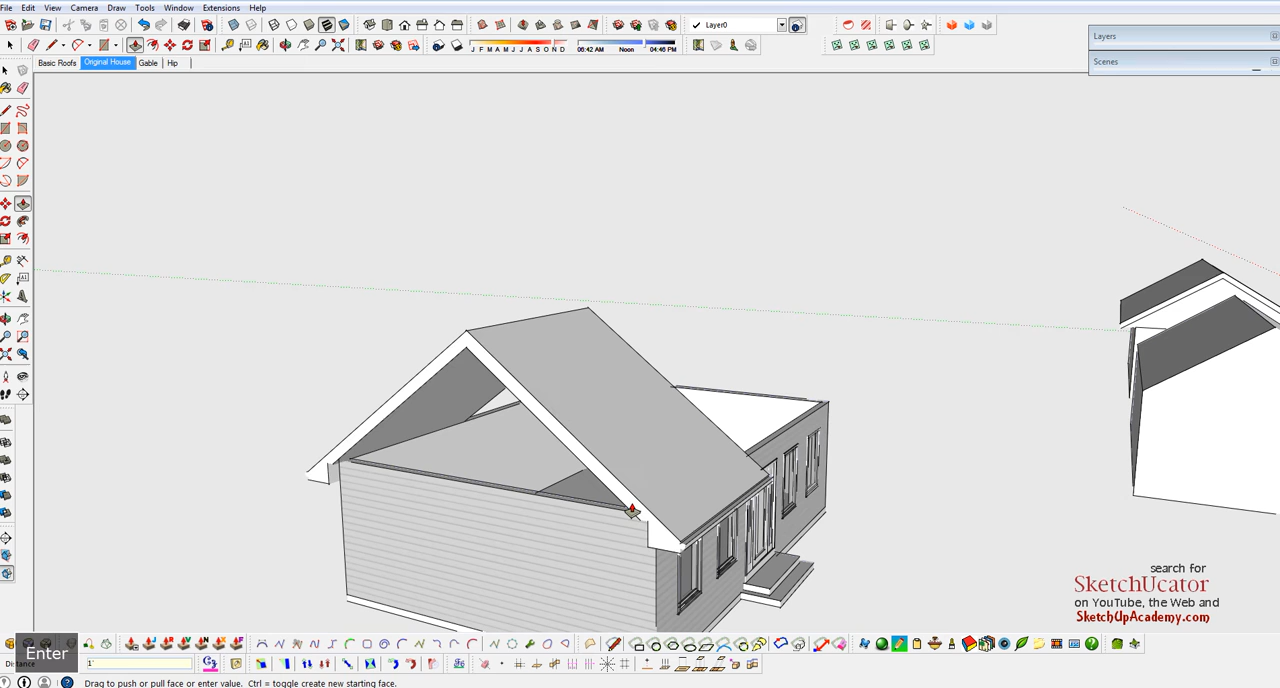 File Edit View Camera Draw Tools Window Extensions Help
Layer0
J F M A M J J A S O N D
06:42 AM Noon 04:46 PM
Layers
Basic Roofs Original House Gable Hip
Scenes
search for
SketchUcator
on YouTube, the Web and
SketchUpAcademy.com
Enter
1'
Drag to push or pull face or enter value. Ctrl = toggle create new starting face.